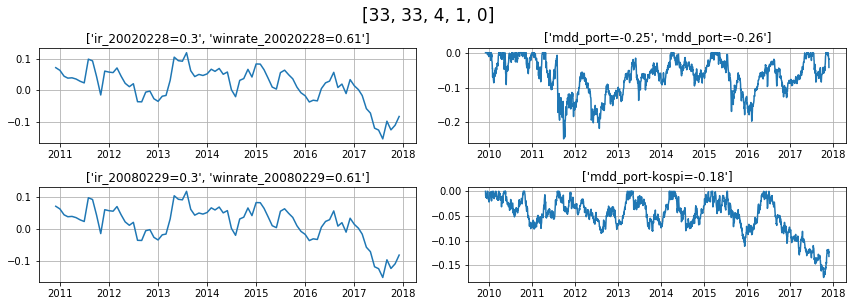 [33, 33, 4, 1, 0]
['ir_20020228=0.3', 'winrate_20020228=0.61']
0.1
0.0
−0.1
2011 2012 2013 2014 2015 2016 2017 2018
['mdd_port=-0.25', 'mdd_port=-0.26']
0.0
−0.1
−0.2
2010 2011 2012 2013 2014 2015 2016 2017 2018
['ir_20080229=0.3', 'winrate_20080229=0.61']
0.1
0.0
−0.1
2011 2012 2013 2014 2015 2016 2017 2018
['mdd_port-kospi=-0.18']
0.00
−0.05
−0.10
−0.15
2010 2011 2012 2013 2014 2015 2016 2017 2018